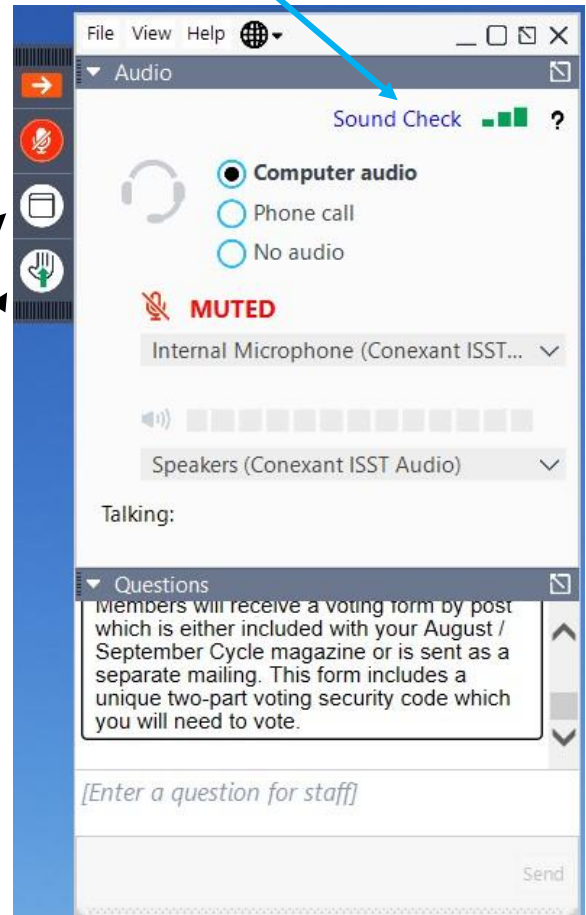 File View Help
Audio
Sound Check ?
Computer audio
Phone call
No audio
MUTED
Internal Microphone (Conexant ISST...
Speakers (Conexant ISST Audio)
Talking:
Questions
Members will receive a voting form by post
which is either included with your August /
September Cycle magazine or is sent as a
separate mailing. This form includes a
unique two-part voting security code which
you will need to vote.
[Enter a question for staff]
Send